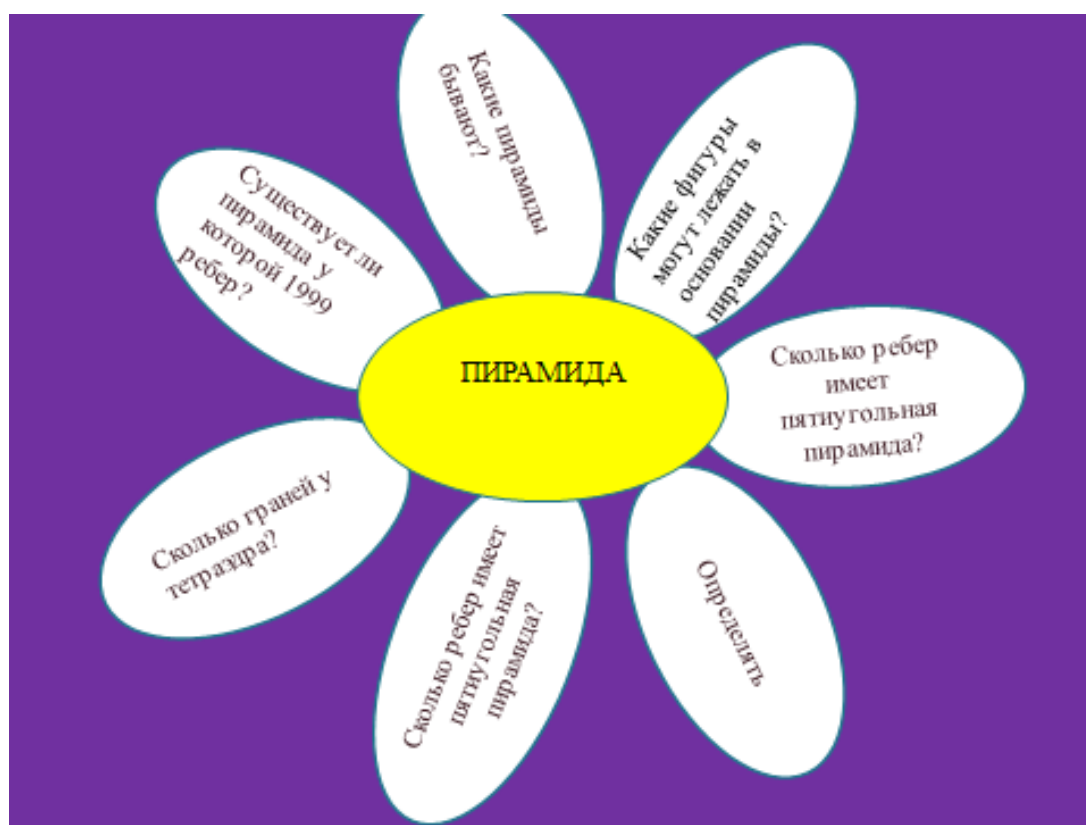 Какие пирамиды
бывают?
Какие фигуры
могут лежать в
основании
пирамиды?
Существует ли
пирамида у
которой 1999
ребер?
ПИРАМИДА
Сколько ребер
имеет
пятиугольная
пирамида?
Сколько граней у
тетраэдра?
Сколько ребер имеет
пятиугольная
пирамида?
Определять